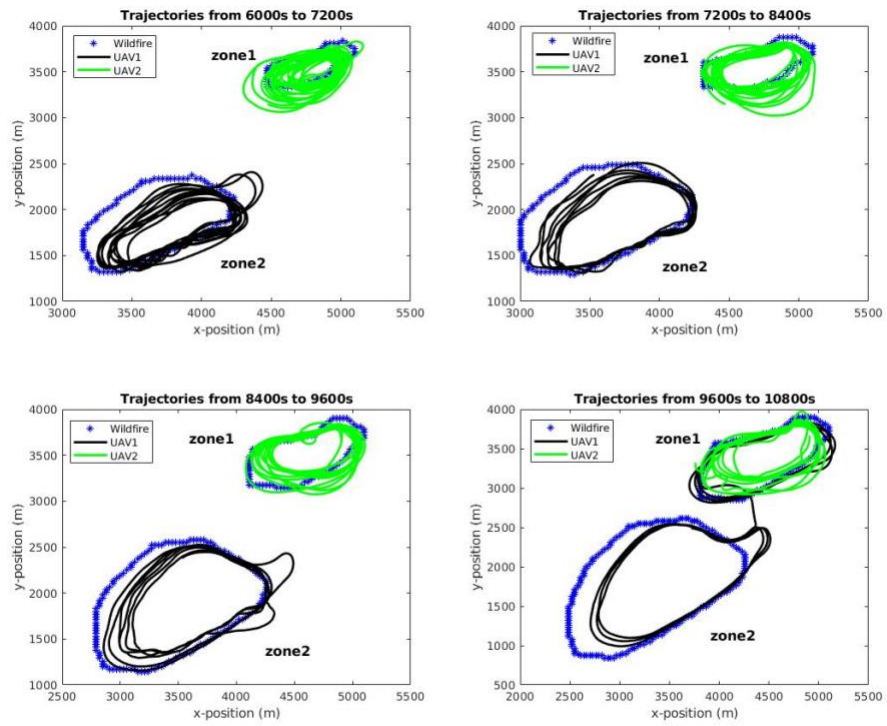 Trajectories from 6000s to 7200s
4000
3500
3000
2500
2000
1500
1000
y-position (m)
Wildfire
UAV1
UAV2
zone1
zone2
3000 3500 4000 4500 5000 5500
x-position (m)
Trajectories from 7200s to 8400s
4000
3500
3000
2500
2000
1500
1000
y-position (m)
Wildfire
UAV1
UAV2
zone1
zone2
3000 3500 4000 4500 5000 5500
x-position (m)
Trajectories from 8400s to 9600s
4000
3500
3000
2500
2000
1500
1000
y-position (m)
Wildfire
UAV1
UAV2
zone1
zone2
2500 3000 3500 4000 4500 5000 5500
x-position (m)
Trajectories from 9600s to 10800s
4000
3500
3000
2500
2000
1500
1000
500
y-position (m)
Wildfire
UAV1
UAV2
zone1
zone2
2000 2500 3000 3500 4000 4500 5000 5500
x-position (m)